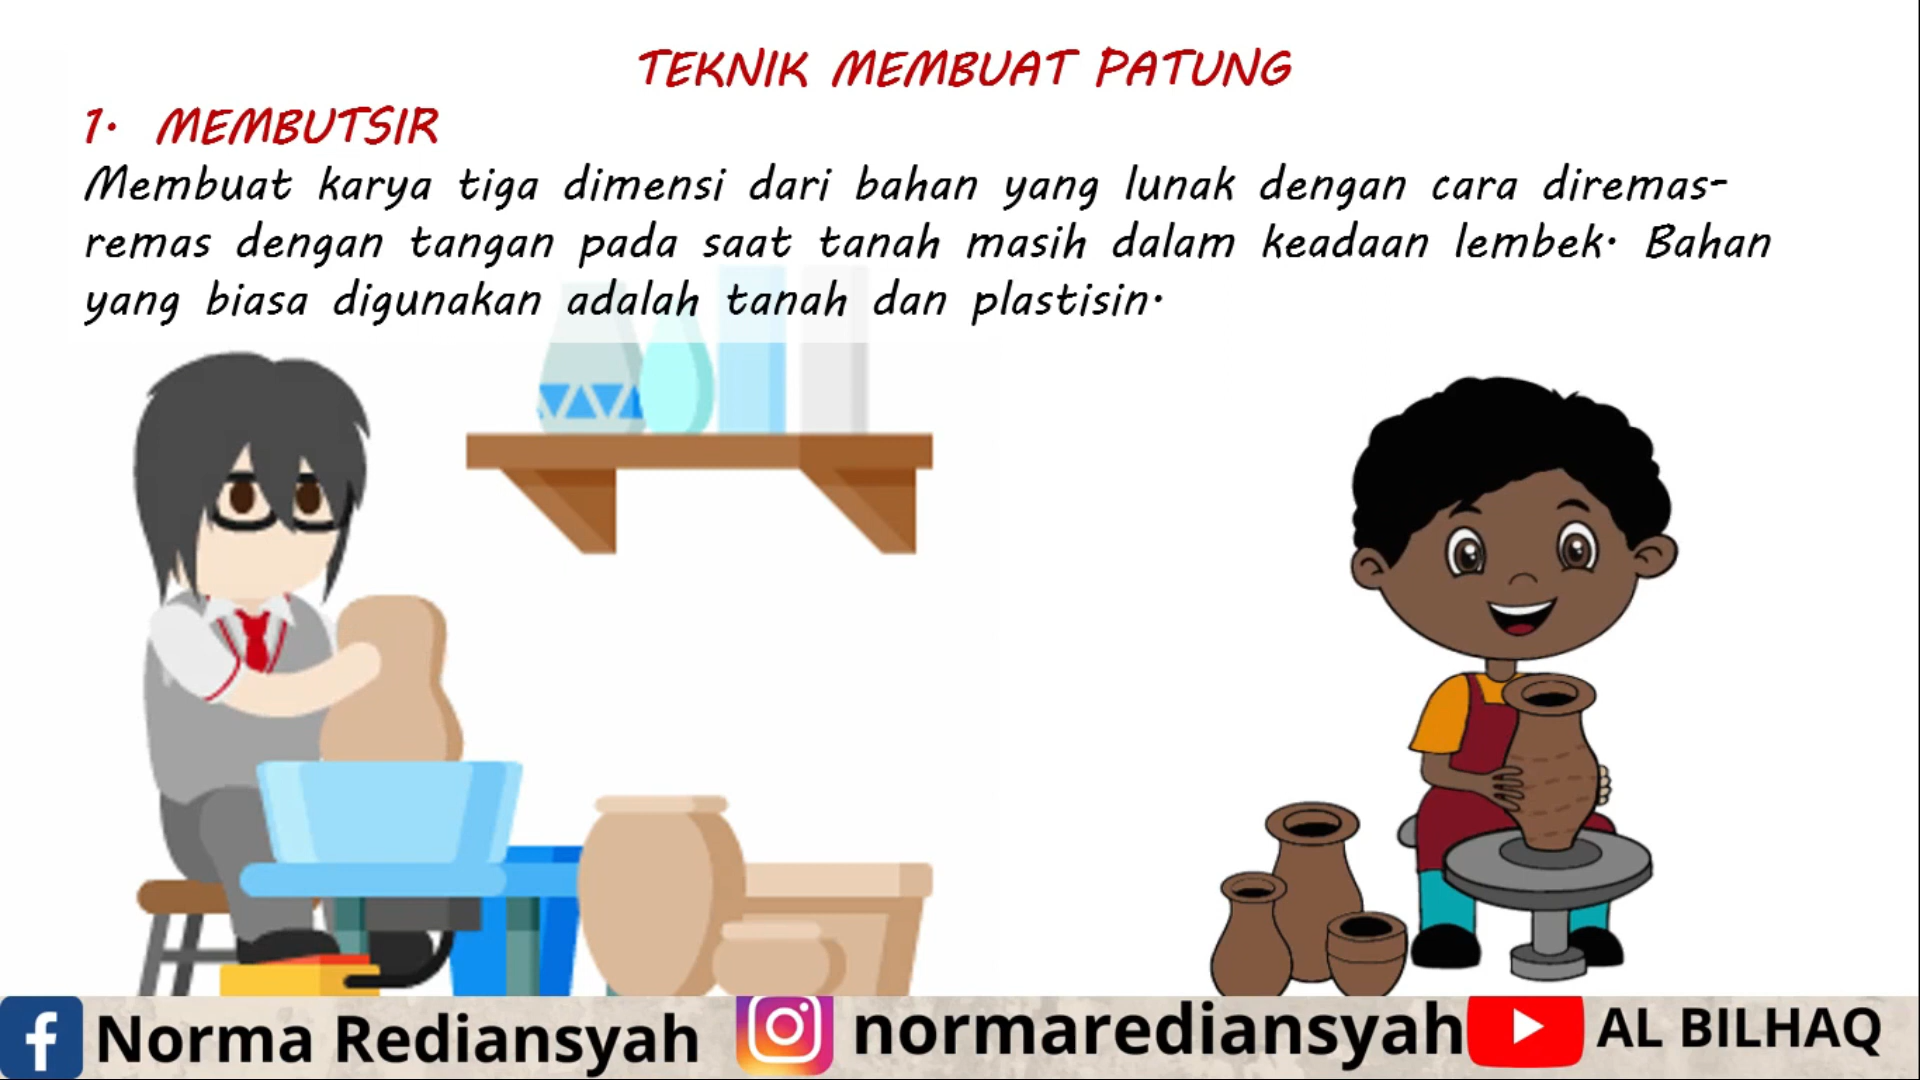 TEKNIK MEMBUAT PATUNG
1. MEMBUTSIR
Membuat karya tiga dimensi dari bahan yang lunak dengan cara diremas-
remas dengan tangan pada saat tanah masih dalam keadaan lembek. Bahan
yang biasa digunakan adalah tanah dan plastisin.
Norma Rediansyah normarediansyah AL BILHAQ